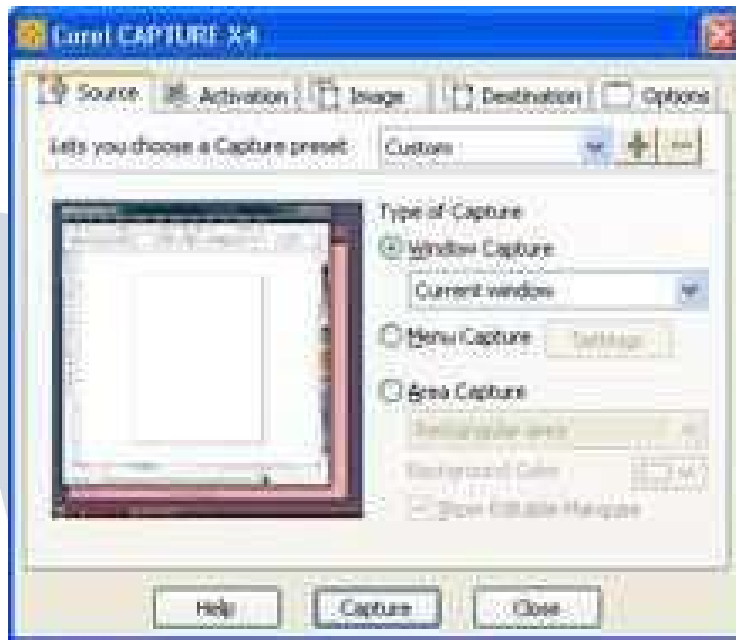 Corel CAPTURE X4
Source Activation Image Destination Options
Lets you choose a Capture preset Custom
Type of Capture
Window Capture
Current window
Menu Capture Settings
Area Capture
Rectangular area
Background Color
Show Editable Marquee
Help Capture Close